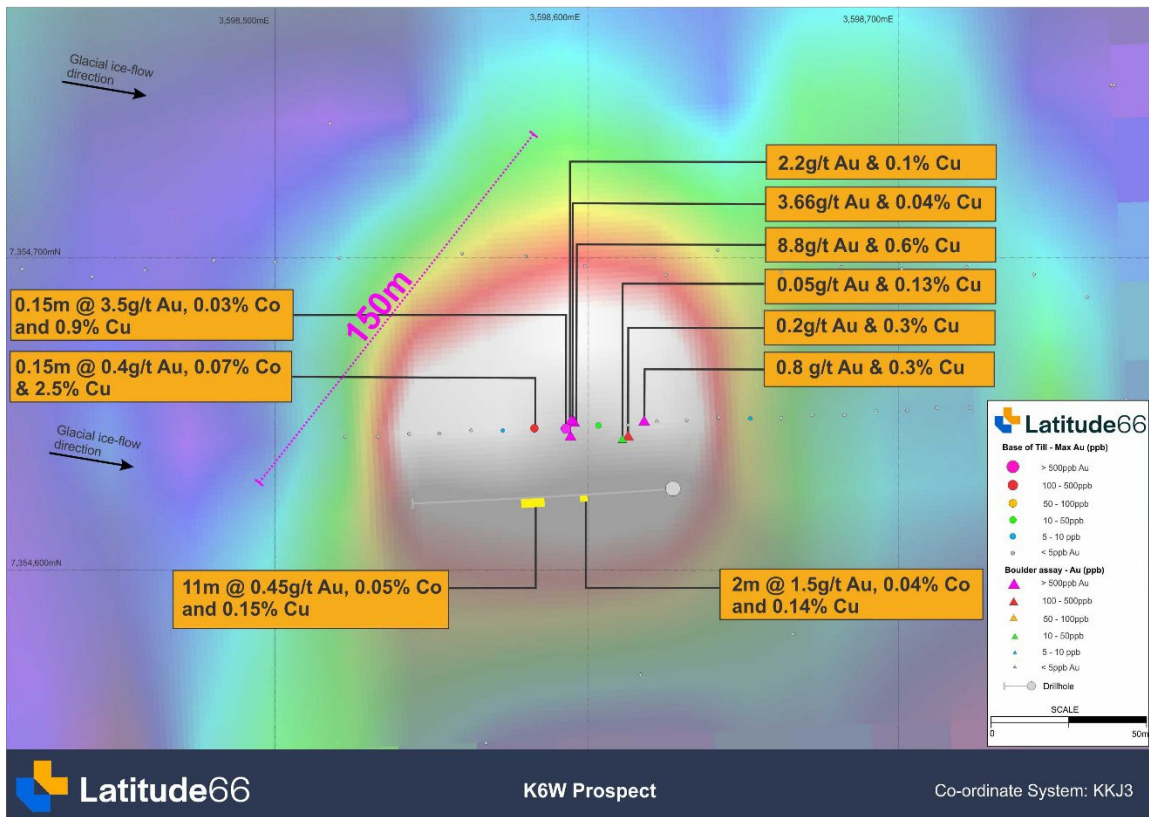 3,598,500mE
3,598,600mE
3,598,700mE
Glacial ice-flow
direction
2.2g/t Au & 0.1% Cu
3.66g/t Au & 0.04% Cu
8.8g/t Au & 0.6% Cu
0.05g/t Au & 0.13% Cu
0.2g/t Au & 0.3% Cu
0.8 g/t Au & 0.3% Cu
7,354,700mN
150m
0.15m @ 3.5g/t Au, 0.03% Co
and 0.9% Cu
0.15m @ 0.4g/t Au, 0.07% Co
& 2.5% Cu
Glacial ice-flow
direction
7,354,600mN
11m @ 0.45g/t Au, 0.05% Co
and 0.15% Cu
2m @ 1.5g/t Au, 0.04% Co
and 0.14% Cu
Latitude66
Base of Till - Max Au (ppb)
> 500ppb Au
100 - 500ppb
50 - 100ppb
10 - 50ppb
5 - 10 ppb
< 5ppb Au
Boulder assay - Au (ppb)
> 500ppb Au
100 - 500ppb
50 - 100ppb
10 - 50ppb
5 - 10 ppb
< 5ppb Au
Drillhole
SCALE
0
50m
Latitude66
K6W Prospect
Co-ordinate System: KKJ3